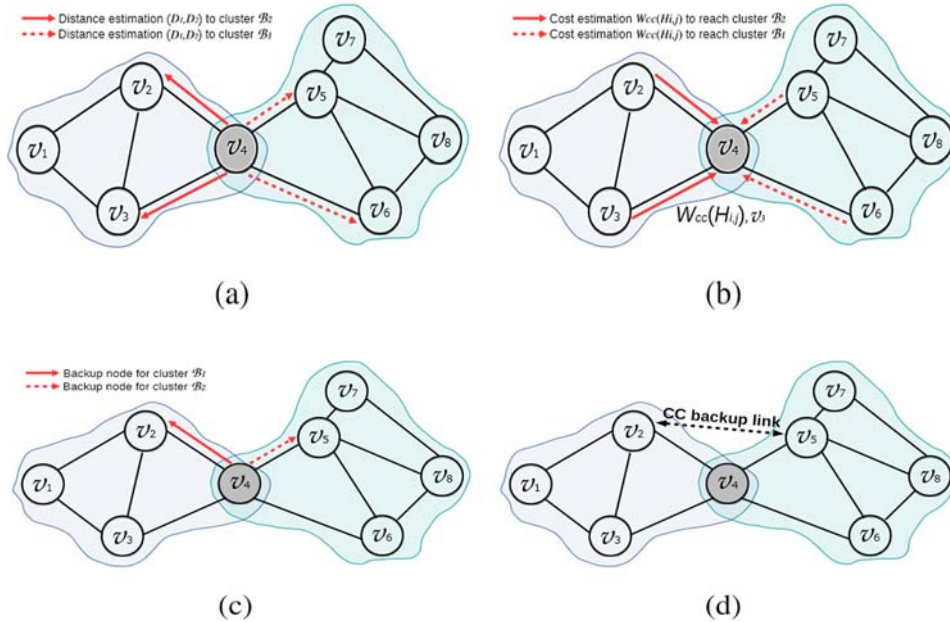 Distance estimation (D₁,D₂) to cluster ℬ₂
Distance estimation (D₁,D₂) to cluster ℬ₁
v₇
v₂
v₅
v₁
v₄
v₈
v₃
v₆
(a)
Cost estimation Wcc(Hi,j) to reach cluster ℬ₂
Cost estimation Wcc(Hi,j) to reach cluster ℬ₁
v₇
v₂
v₅
v₁
v₄
v₈
v₃
Wcc(Hi,j),v₃
v₆
(b)
Backup node for cluster ℬ₁
Backup node for cluster ℬ₂
v₇
v₂
v₅
v₁
v₄
v₈
v₃
v₆
(c)
v₇
CC backup link
v₂
v₅
v₁
v₄
v₈
v₃
v₆
(d)